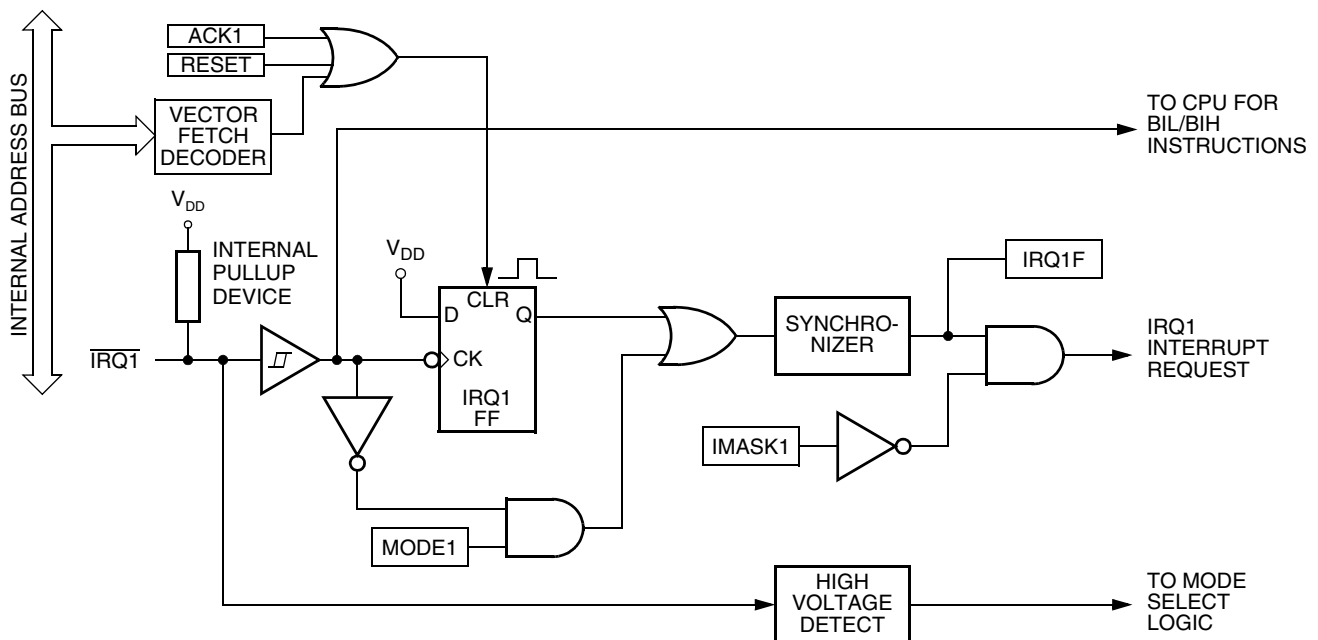 INTERNAL ADDRESS BUS
ACK1
RESET
VECTOR
FETCH
DECODER
TO CPU FOR
BIL/BIH
INSTRUCTIONS
VDD
INTERNAL
PULLUP
DEVICE
VDD
CLR
D
Q
CK
IRQ1
FF
IRQ1
SYNCHRO-
NIZER
IRQ1F
IRQ1
INTERRUPT
REQUEST
IMASK1
MODE1
HIGH
VOLTAGE
DETECT
TO MODE
SELECT
LOGIC